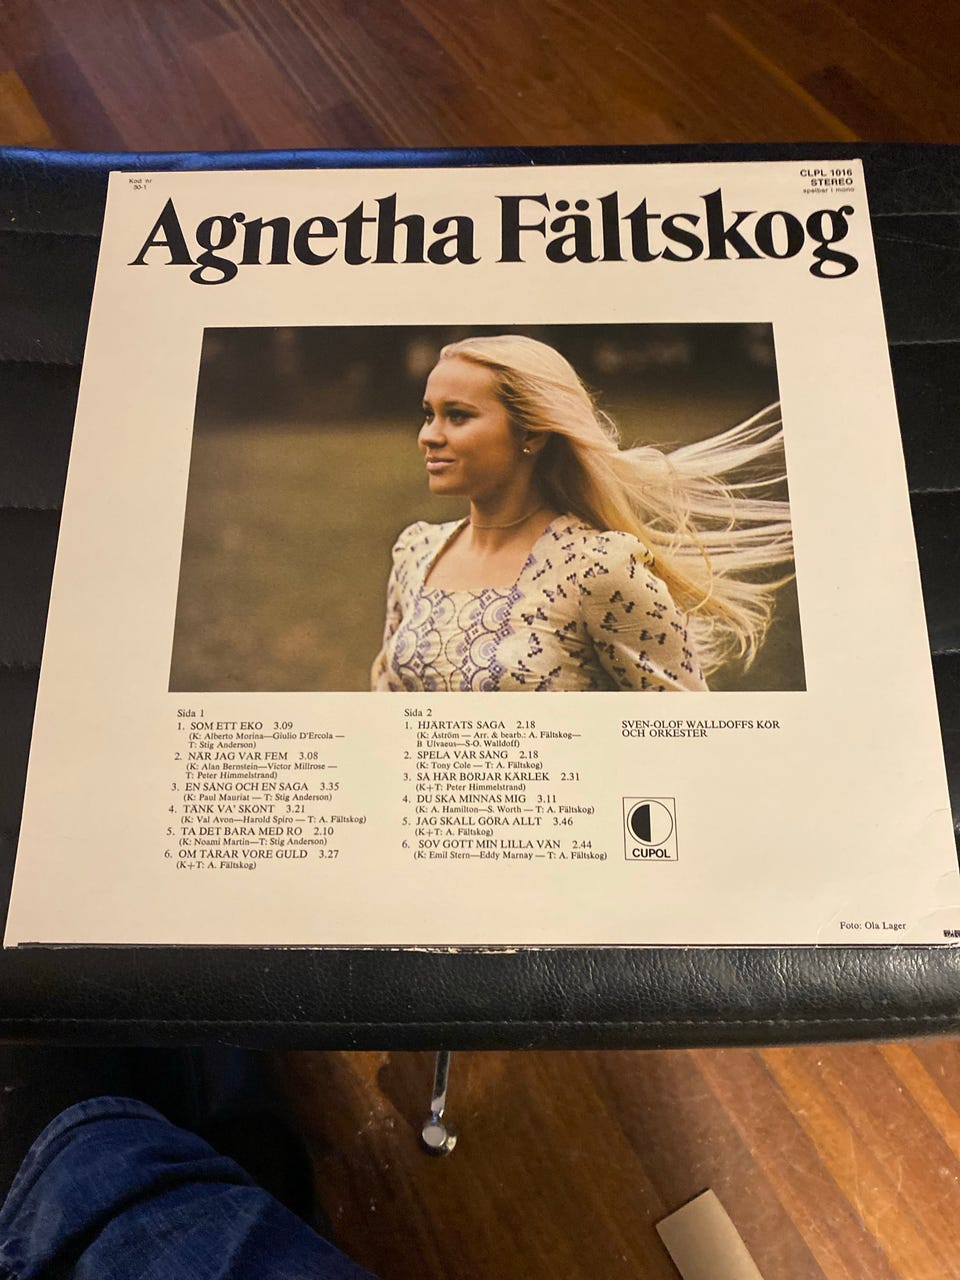 Kod nr
30-1
CLPL 1016
STEREO
spelbar i mono
Agnetha Fältskog
Sida 1
1. SOM ETT EKO 3.09
(K: Alberto Morina—Giulio D'Ercola —
T: Stig Anderson)
2. NÄR JAG VAR FEM 3.08
(K: Alan Bernstein—Victor Millrose —
T: Peter Himmelstrand)
3. EN SÅNG OCH EN SAGA 3.35
(K: Paul Mauriat — T: Stig Anderson)
4. TÄNK VA' SKÖNT 3.21
(K: Val Avon—Harold Spiro — T: A. Fältskog)
5. TA DET BARA MED RO 2.10
(K: Noami Martin—T: Stig Anderson)
6. OM TÅRAR VORE GULD 3.27
(K+T: A. Fältskog)
Sida 2
1. HJÄRTATS SAGA 2.18
(K: Åström — Arr. & bearb.: A. Fältskog—
B Ulvaeus—S-O. Walldoff)
2. SPELA VÅR SÅNG 2.18
(K: Tony Cole — T: A. Fältskog)
3. SÅ HÄR BÖRJAR KÄRLEK 2.31
(K+T: Peter Himmelstrand)
4. DU SKA MINNAS MIG 3.11
(K: A. Hamilton—S. Worth — T: A. Fältskog)
5. JAG SKALL GÖRA ALLT 3.46
(K+T: A. Fältskog)
6. SOV GOTT MIN LILLA VÄN 2.44
(K: Emil Stern—Eddy Marnay — T: A. Fältskog)
SVEN-OLOF WALLDOFFS KÖR
OCH ORKESTER
CUPOL
Foto: Ola Lager